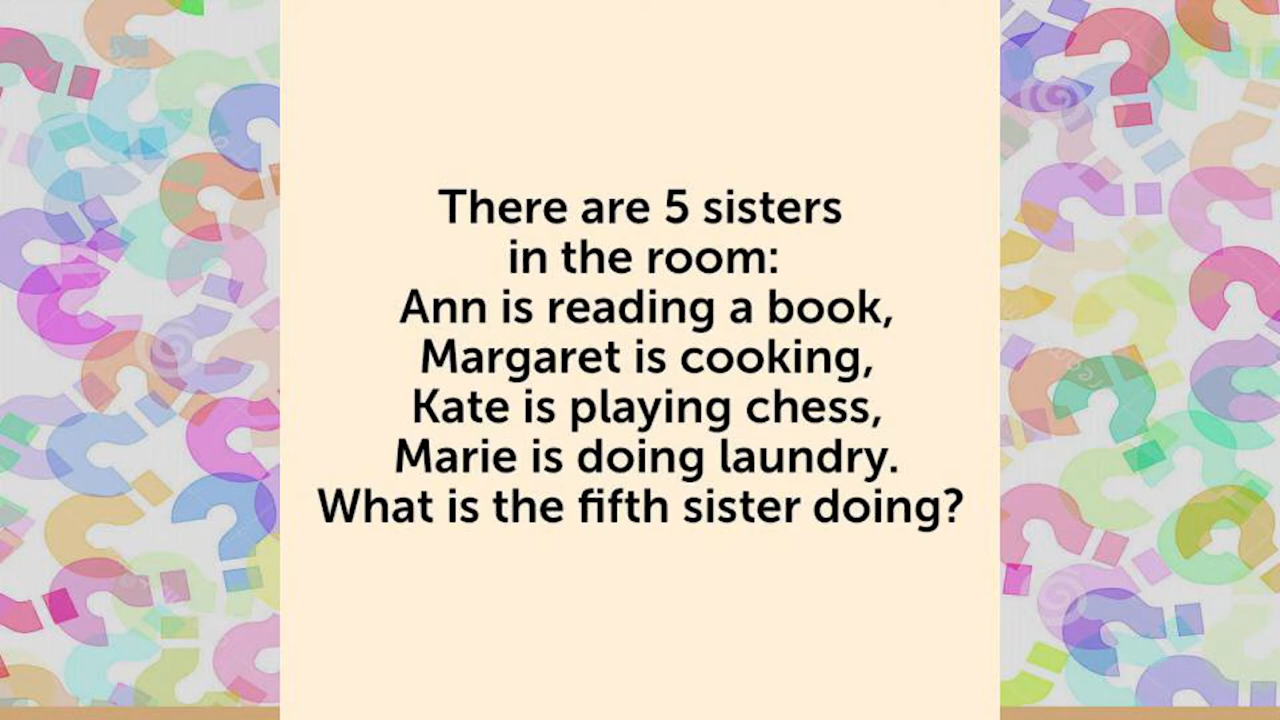 There are 5 sisters
in the room:
Ann is reading a book,
Margaret is cooking,
Kate is playing chess,
Marie is doing laundry.
What is the fifth sister doing?